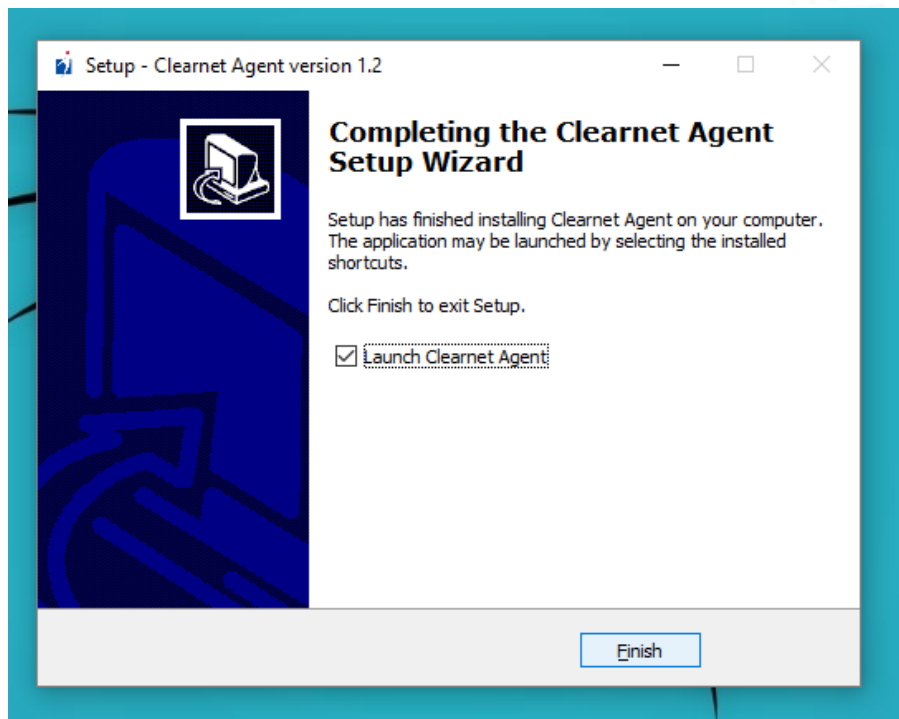 Setup - Clearnet Agent version 1.2
Completing the Clearnet Agent
Setup Wizard
Setup has finished installing Clearnet Agent on your computer.
The application may be launched by selecting the installed
shortcuts.
Click Finish to exit Setup.
Launch Clearnet Agent
Finish